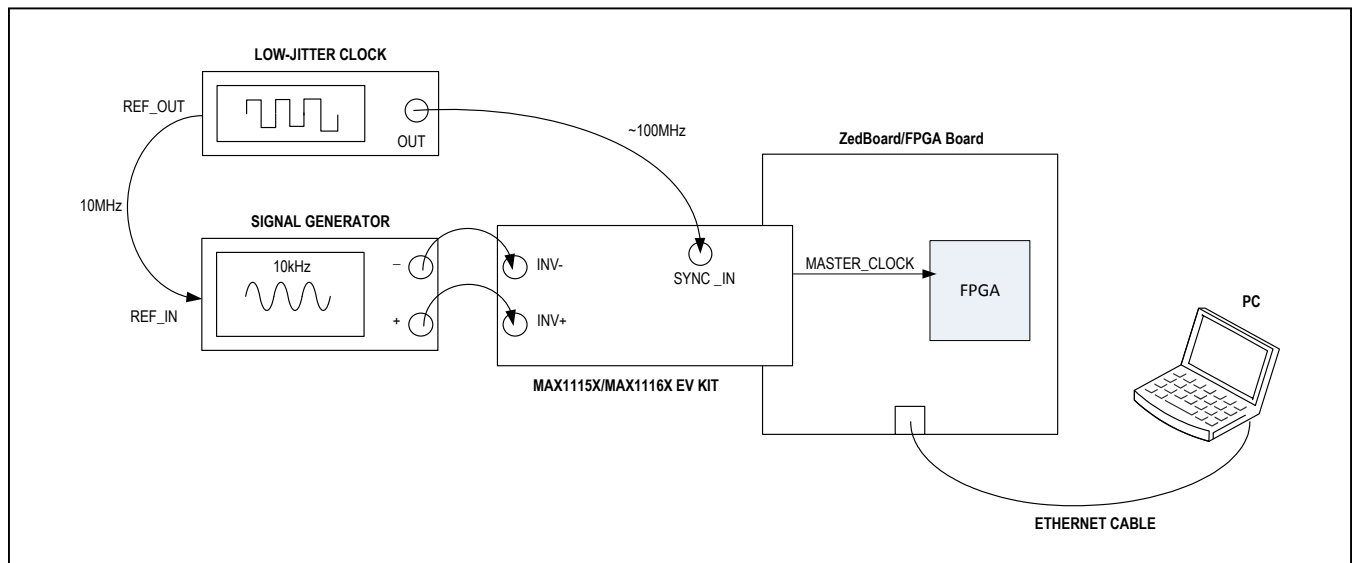 LOW-JITTER CLOCK
REF_OUT
OUT
~100MHz
ZedBoard/FPGA Board
10MHz
SIGNAL GENERATOR
10kHz
–
INV-
SYNC _IN
MASTER_CLOCK
FPGA
REF_IN
+
INV+
PC
MAX1115X/MAX1116X EV KIT
ETHERNET CABLE